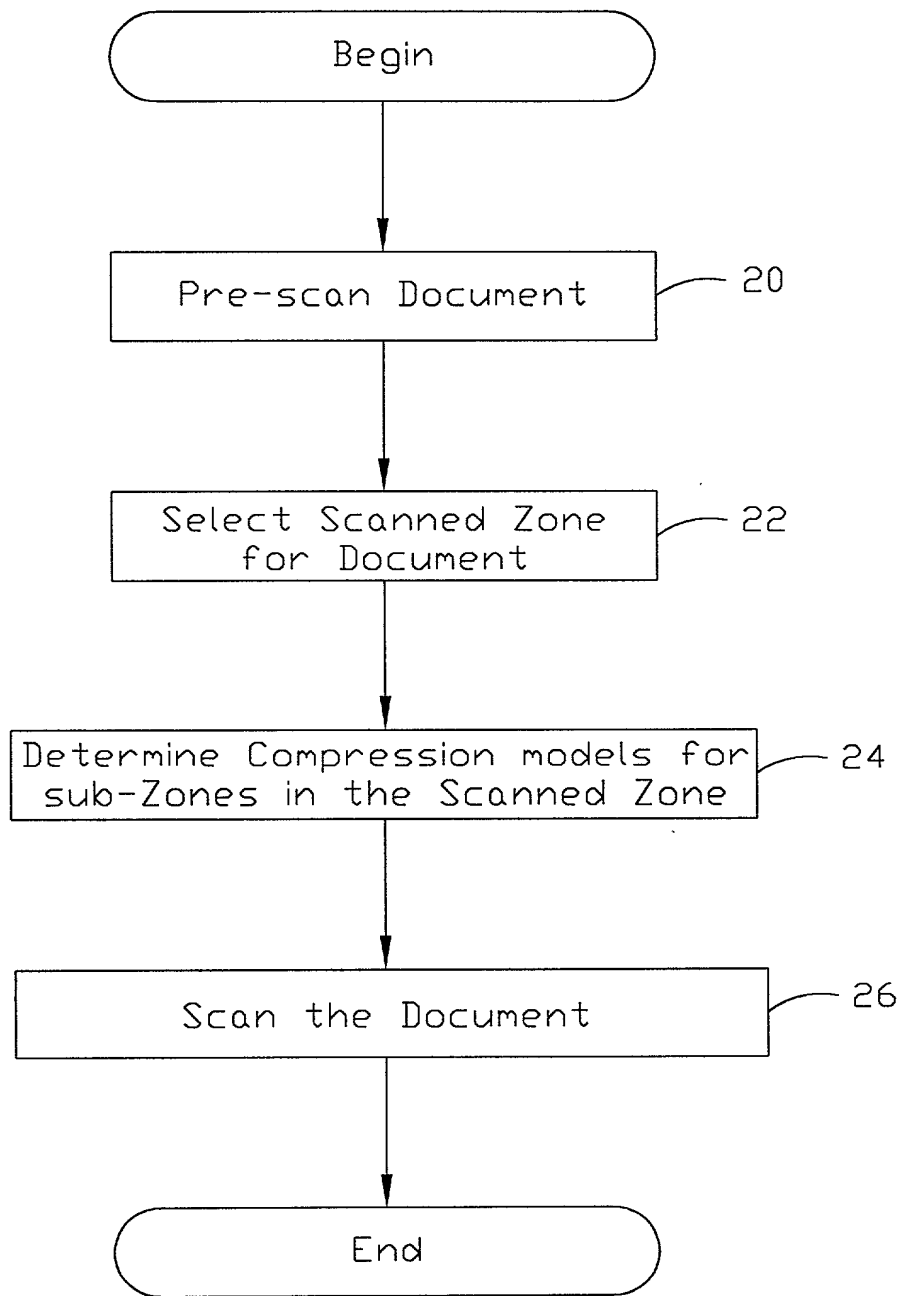 Begin
Pre-scan Document
20
Select Scanned Zone
for Document
22
Determine Compression models for
sub-Zones in the Scanned Zone
24
Scan the Document
26
End